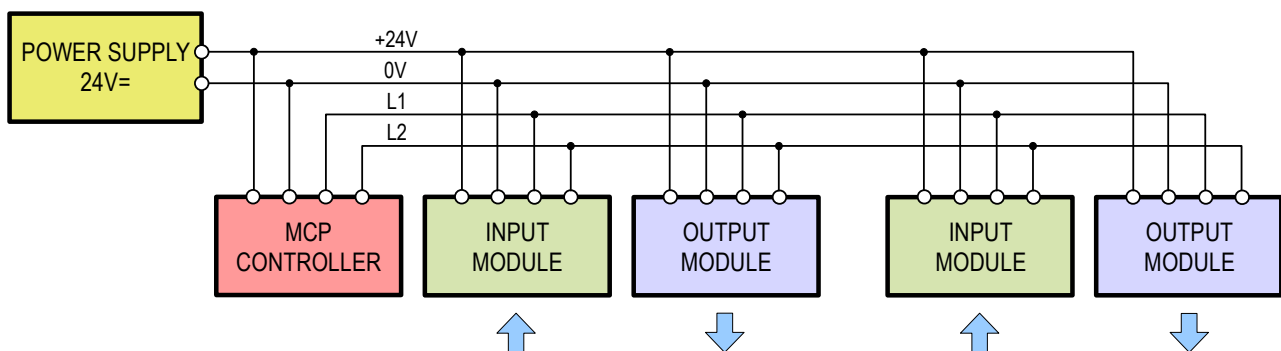 POWER SUPPLY
24V=
+24V
0V
L1
L2
MCP
CONTROLLER
INPUT
MODULE
OUTPUT
MODULE
INPUT
MODULE
OUTPUT
MODULE